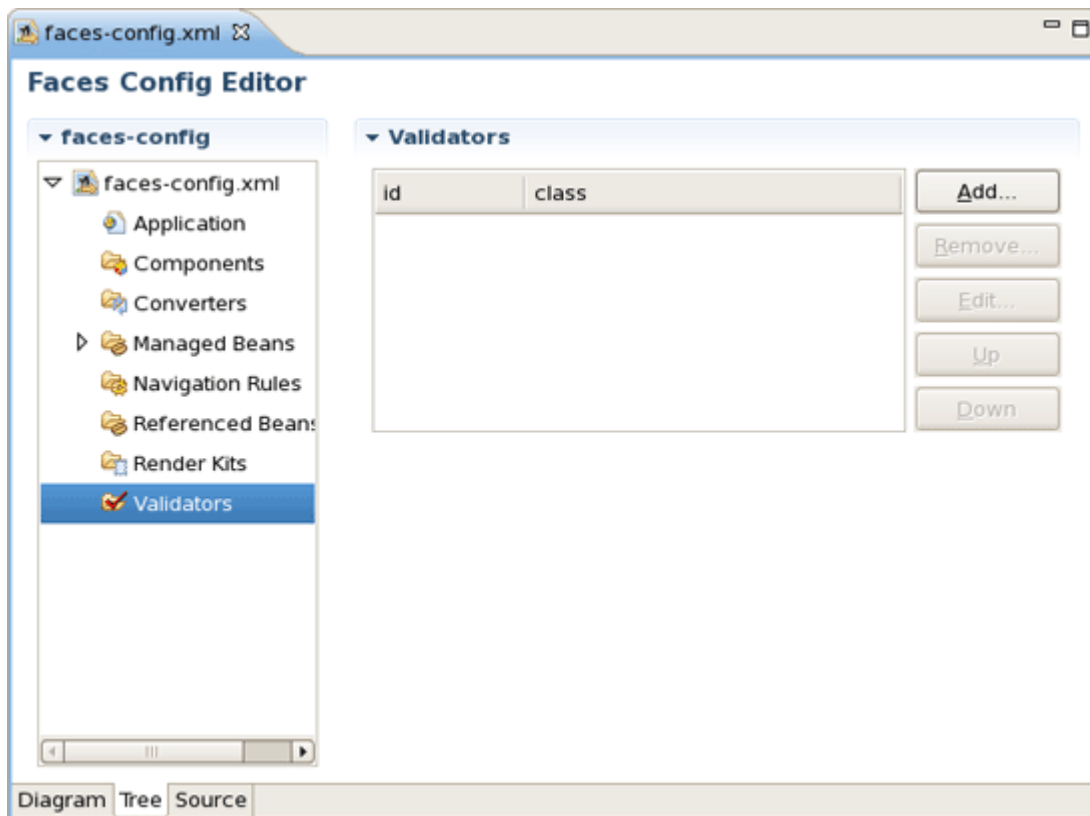 faces-config.xml
Faces Config Editor
faces-config
faces-config.xml
Application
Components
Converters
Managed Beans
Navigation Rules
Referenced Beans
Render Kits
Validators
Validators
id class
Add...
Remove...
Edit...
Up
Down
Diagram Tree Source